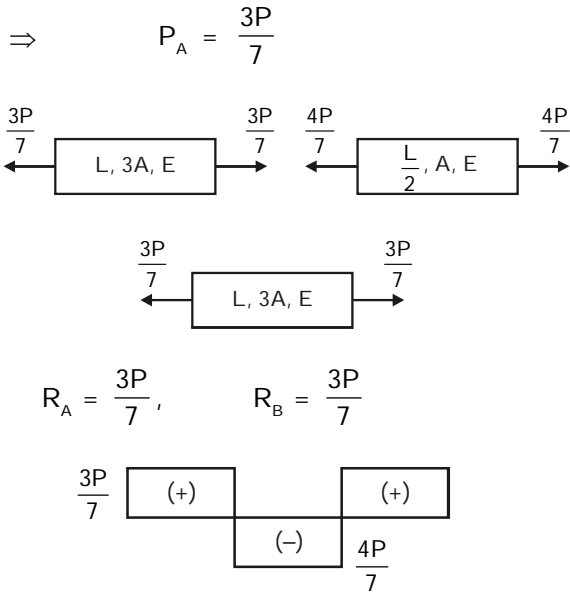 ⇒ P_A = 3P/7
3P/7 L, 3A, E 3P/7 4P/7 L/2, A, E 4P/7
3P/7 L, 3A, E 3P/7
R_A = 3P/7, R_B = 3P/7
3P/7 (+) (+)
(–) 4P/7